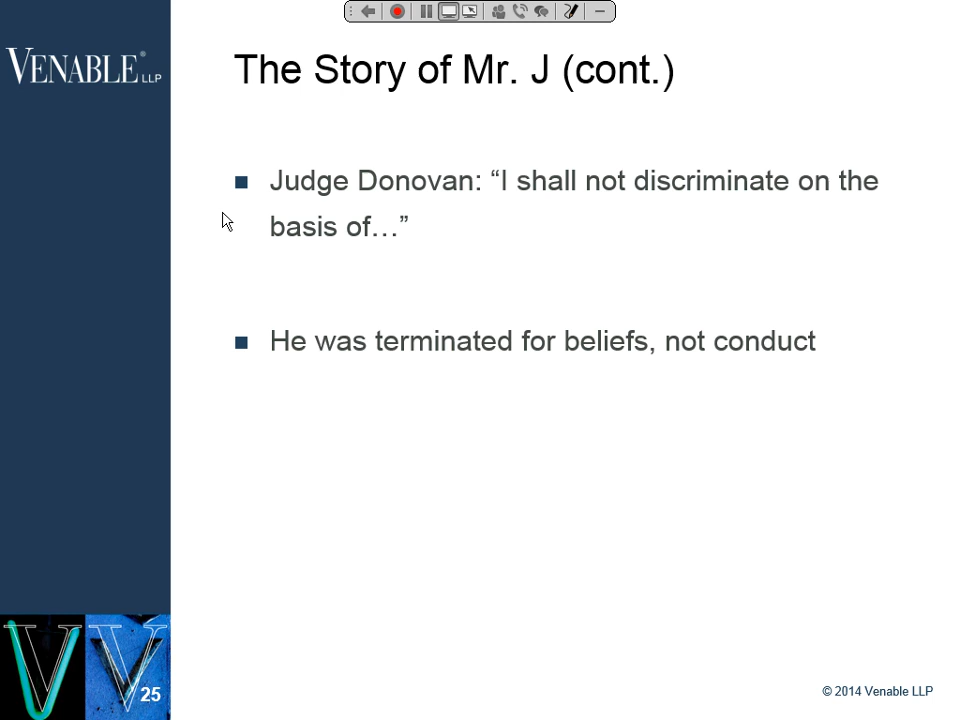 VENABLE® LLP
The Story of Mr. J (cont.)
■ Judge Donovan: “I shall not discriminate on the
basis of…”
■ He was terminated for beliefs, not conduct
25
© 2014 Venable LLP